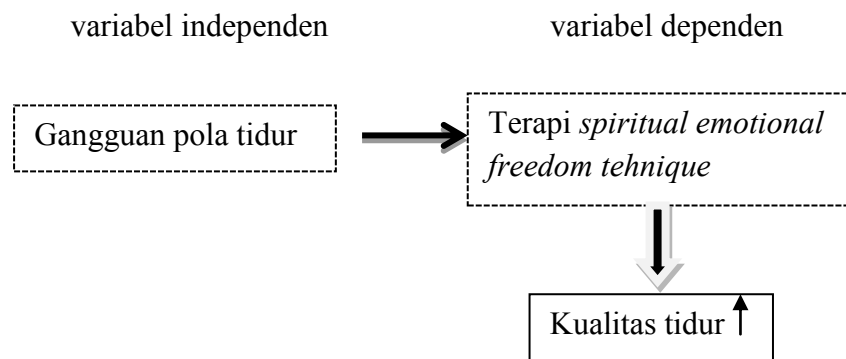 variabel independen
variabel dependen
Gangguan pola tidur
Terapi spiritual emotional
freedom tehnique
Kualitas tidur